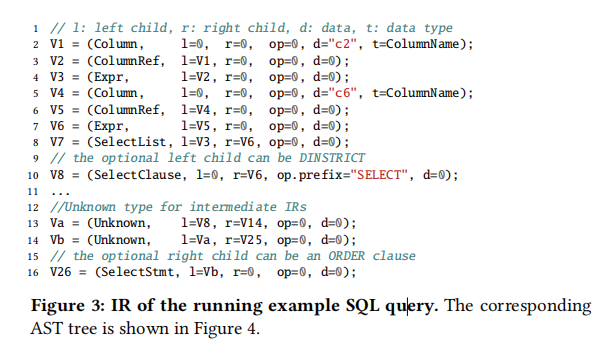 1 // l: left child, r: right child, d: data, t: data type
2 V1 = (Column, l=0, r=0, op=0, d="c2", t=ColumnName);
3 V2 = (ColumnRef, l=V1, r=0, op=0, d=0);
4 V3 = (Expr, l=V2, r=0, op=0, d=0);
5 V4 = (Column, l=0, r=0, op=0, d="c6", t=ColumnName);
6 V5 = (ColumnRef, l=V4, r=0, op=0, d=0);
7 V6 = (Expr, l=V5, r=0, op=0, d=0);
8 V7 = (SelectList, l=V3, r=V6, op=0, d=0);
9 // the optional left child can be DINSTRICT
10 V8 = (SelectClause, l=0, r=V6, op.prefix="SELECT", d=0);
11 ...
12 //Unknown type for intermediate IRs
13 Va = (Unknown, l=V8, r=V14, op=0, d=0);
14 Vb = (Unknown, l=Va, r=V25, op=0, d=0);
15 // the optional right child can be an ORDER clause
16 V26 = (SelectStmt, l=Vb, r=0, op=0, d=0);
Figure 3: IR of the running example SQL query. The corresponding
AST tree is shown in Figure 4.